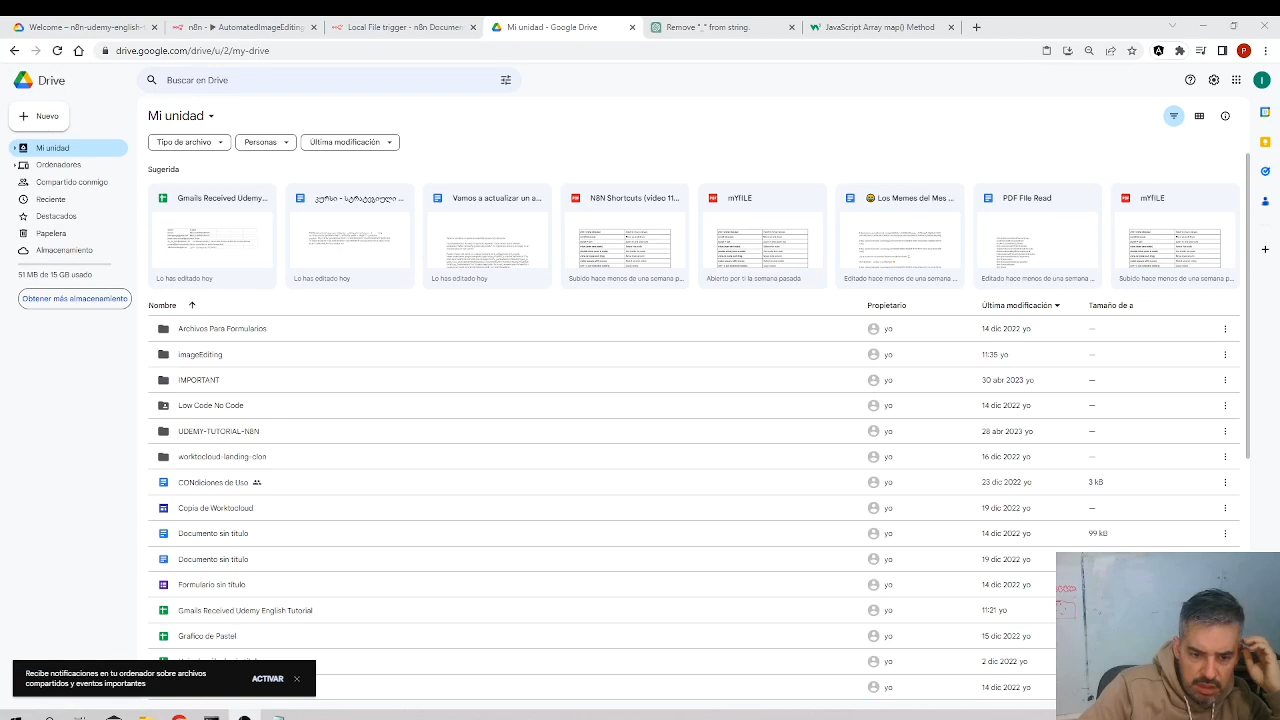 Welcome – n8n-udemy-english-
n8n - ▶ AutomatedImageEditing
Local File trigger - n8n Documen
Mi unidad - Google Drive
Remove "_" from string.
JavaScript Array map() Method
drive.google.com/drive/u/2/my-drive
P
Drive
Buscar en Drive
I
Nuevo
Mi unidad
Ordenadores
Compartido conmigo
Reciente
Destacados
Papelera
Almacenamiento
Obtener más almacenamiento
Mi unidad
Tipo de archivo
Personas
Última modificación
Sugerida
Gmails Received Udemy...
Vamos a actualizar un a...
N8N Shortcuts (vídeo 11...
mYfILE
Los Memes del Mes ...
PDF FIle Read
mYfILE
Lo has editado hoy
Lo has editado hoy
Lo has editado hoy
Subido hace menos de una semana p...
Abierto por ti la semana pasada
Editado hace menos de una semana ...
Editado hace menos de una semana ...
Subido hace menos de una semana p...
Nombre
Propietario
Última modificación
Tamaño de a
Archivos Para Formularios yo 14 dic 2022 yo —
imageEditing yo 11:35 yo —
IMPORTANT yo 30 abr 2023 yo —
Low Code No Code yo 14 dic 2022 yo —
UDEMY-TUTORIAL-N8N yo 28 abr 2023 yo —
worktocloud-landing-clon yo 16 dic 2022 yo —
CONdiciones de Uso yo 23 dic 2022 yo 3 kB
Copia de Worktocloud yo 19 dic 2022 yo —
Documento sin título yo 14 dic 2022 yo 99 kB
Documento sin título yo 19 dic 2022 yo
Formulario sin título yo 14 dic 2022 yo
Gmails Received Udemy English Tutorial yo 11:21 yo
Grafico de Pastel yo 15 dic 2022 yo
yo 2 dic 2022 yo
yo 14 dic 2022 yo
Recibe notificaciones en tu ordenador sobre archivos
compartidos y eventos importantes
ACTIVAR